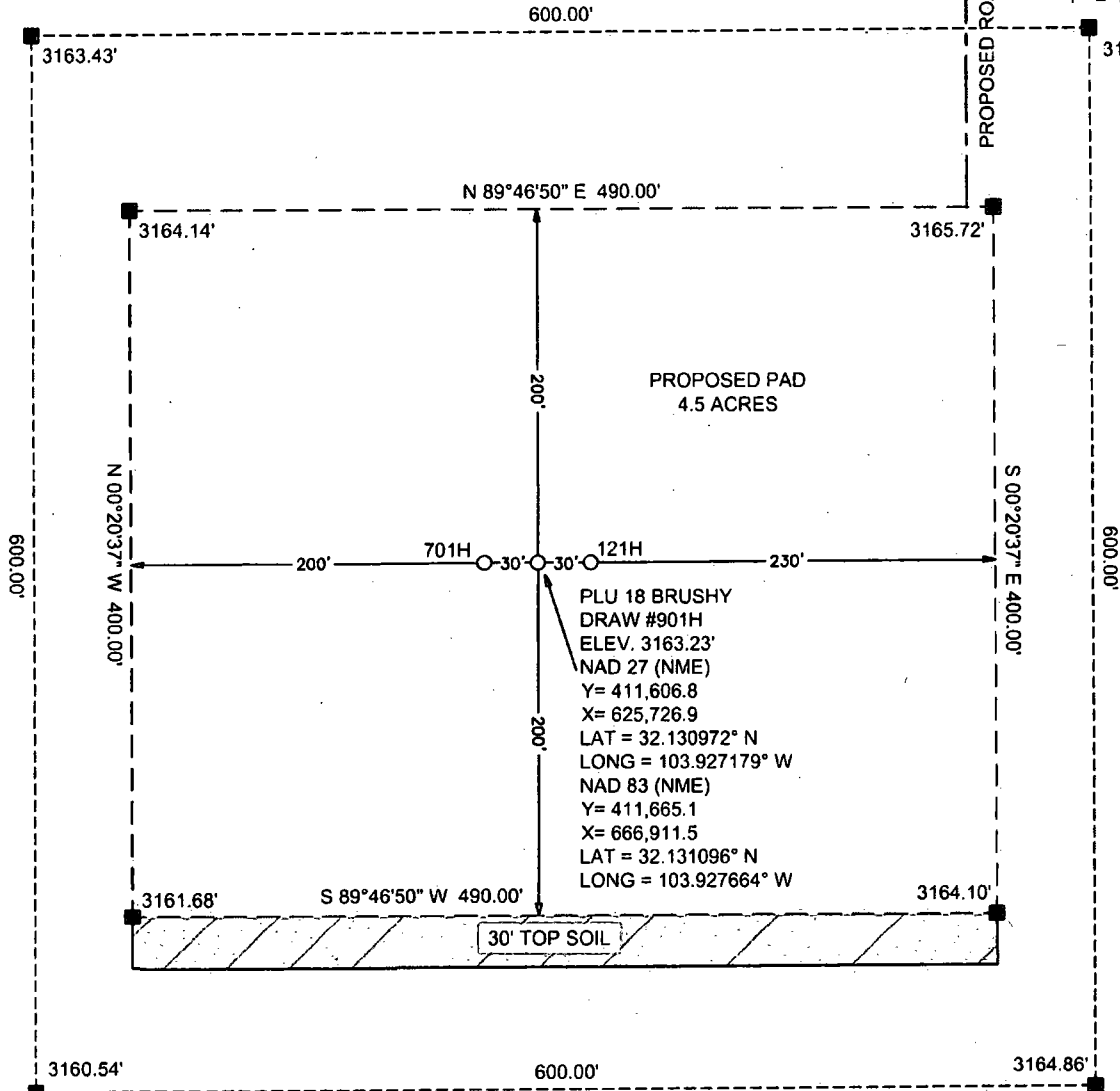 600.00'
3163.43'
PROPOSED
N 89°46'50" E 490.00'
3164.14'
3165.72'
200'
PROPOSED PAD
4.5 ACRES
N 00°20'37" W 400.00'
S 00°20'37" E 400.00'
600.00'
600.00'
200'
701H
30'
30'
121H
230'
PLU 18 BRUSHY
DRAW #901H
ELEV. 3163.23'
NAD 27 (NME)
Y= 411,606.8
X= 625,726.9
LAT = 32.130972° N
LONG = 103.927179° W
NAD 83 (NME)
Y= 411,665.1
X= 666,911.5
LAT = 32.131096° N
LONG = 103.927664° W
200'
3161.68'
S 89°46'50" W 490.00'
3164.10'
30' TOP SOIL
3160.54'
600.00'
3164.86'